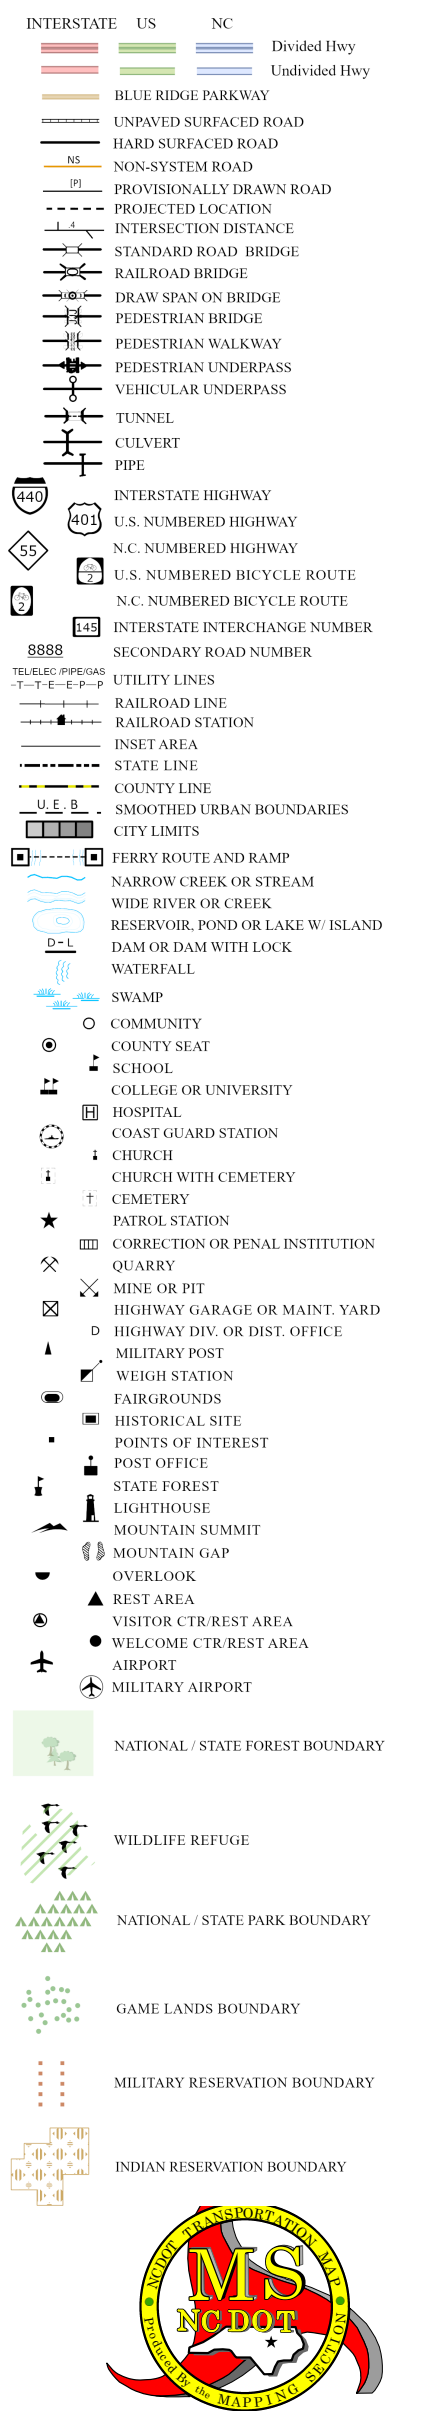 INTERSTATE US NC
Divided Hwy
Undivided Hwy
BLUE RIDGE PARKWAY
UNPAVED SURFACED ROAD
HARD SURFACED ROAD
NS NON-SYSTEM ROAD
[P] PROVISIONALLY DRAWN ROAD
PROJECTED LOCATION
.4 INTERSECTION DISTANCE
STANDARD ROAD BRIDGE
RAILROAD BRIDGE
DRAW SPAN ON BRIDGE
PEDESTRIAN BRIDGE
PEDESTRIAN WALKWAY
PEDESTRIAN UNDERPASS
VEHICULAR UNDERPASS
TUNNEL
CULVERT
PIPE
440 INTERSTATE HIGHWAY
401 U.S. NUMBERED HIGHWAY
55 N.C. NUMBERED HIGHWAY
2 U.S. NUMBERED BICYCLE ROUTE
2 N.C. NUMBERED BICYCLE ROUTE
145 INTERSTATE INTERCHANGE NUMBER
8888 SECONDARY ROAD NUMBER
TEL/ELEC /PIPE/GAS
–T–T–E–E–P–P UTILITY LINES
RAILROAD LINE
RAILROAD STATION
INSET AREA
STATE LINE
COUNTY LINE
U. E. B SMOOTHED URBAN BOUNDARIES
CITY LIMITS
FERRY ROUTE AND RAMP
NARROW CREEK OR STREAM
WIDE RIVER OR CREEK
RESERVOIR, POND OR LAKE W/ ISLAND
D-L DAM OR DAM WITH LOCK
WATERFALL
SWAMP
COMMUNITY
COUNTY SEAT
SCHOOL
COLLEGE OR UNIVERSITY
H HOSPITAL
COAST GUARD STATION
CHURCH
CHURCH WITH CEMETERY
CEMETERY
PATROL STATION
CORRECTION OR PENAL INSTITUTION
QUARRY
MINE OR PIT
HIGHWAY GARAGE OR MAINT. YARD
D HIGHWAY DIV. OR DIST. OFFICE
MILITARY POST
WEIGH STATION
FAIRGROUNDS
HISTORICAL SITE
POINTS OF INTEREST
POST OFFICE
STATE FOREST
LIGHTHOUSE
MOUNTAIN SUMMIT
MOUNTAIN GAP
OVERLOOK
REST AREA
VISITOR CTR/REST AREA
WELCOME CTR/REST AREA
AIRPORT
MILITARY AIRPORT
NATIONAL / STATE FOREST BOUNDARY
WILDLIFE REFUGE
NATIONAL / STATE PARK BOUNDARY
GAME LANDS BOUNDARY
MILITARY RESERVATION BOUNDARY
INDIAN RESERVATION BOUNDARY
NCDOT TRANSPORTATION MAP
MS
NCDOT
Produced By the MAPPING SECTION